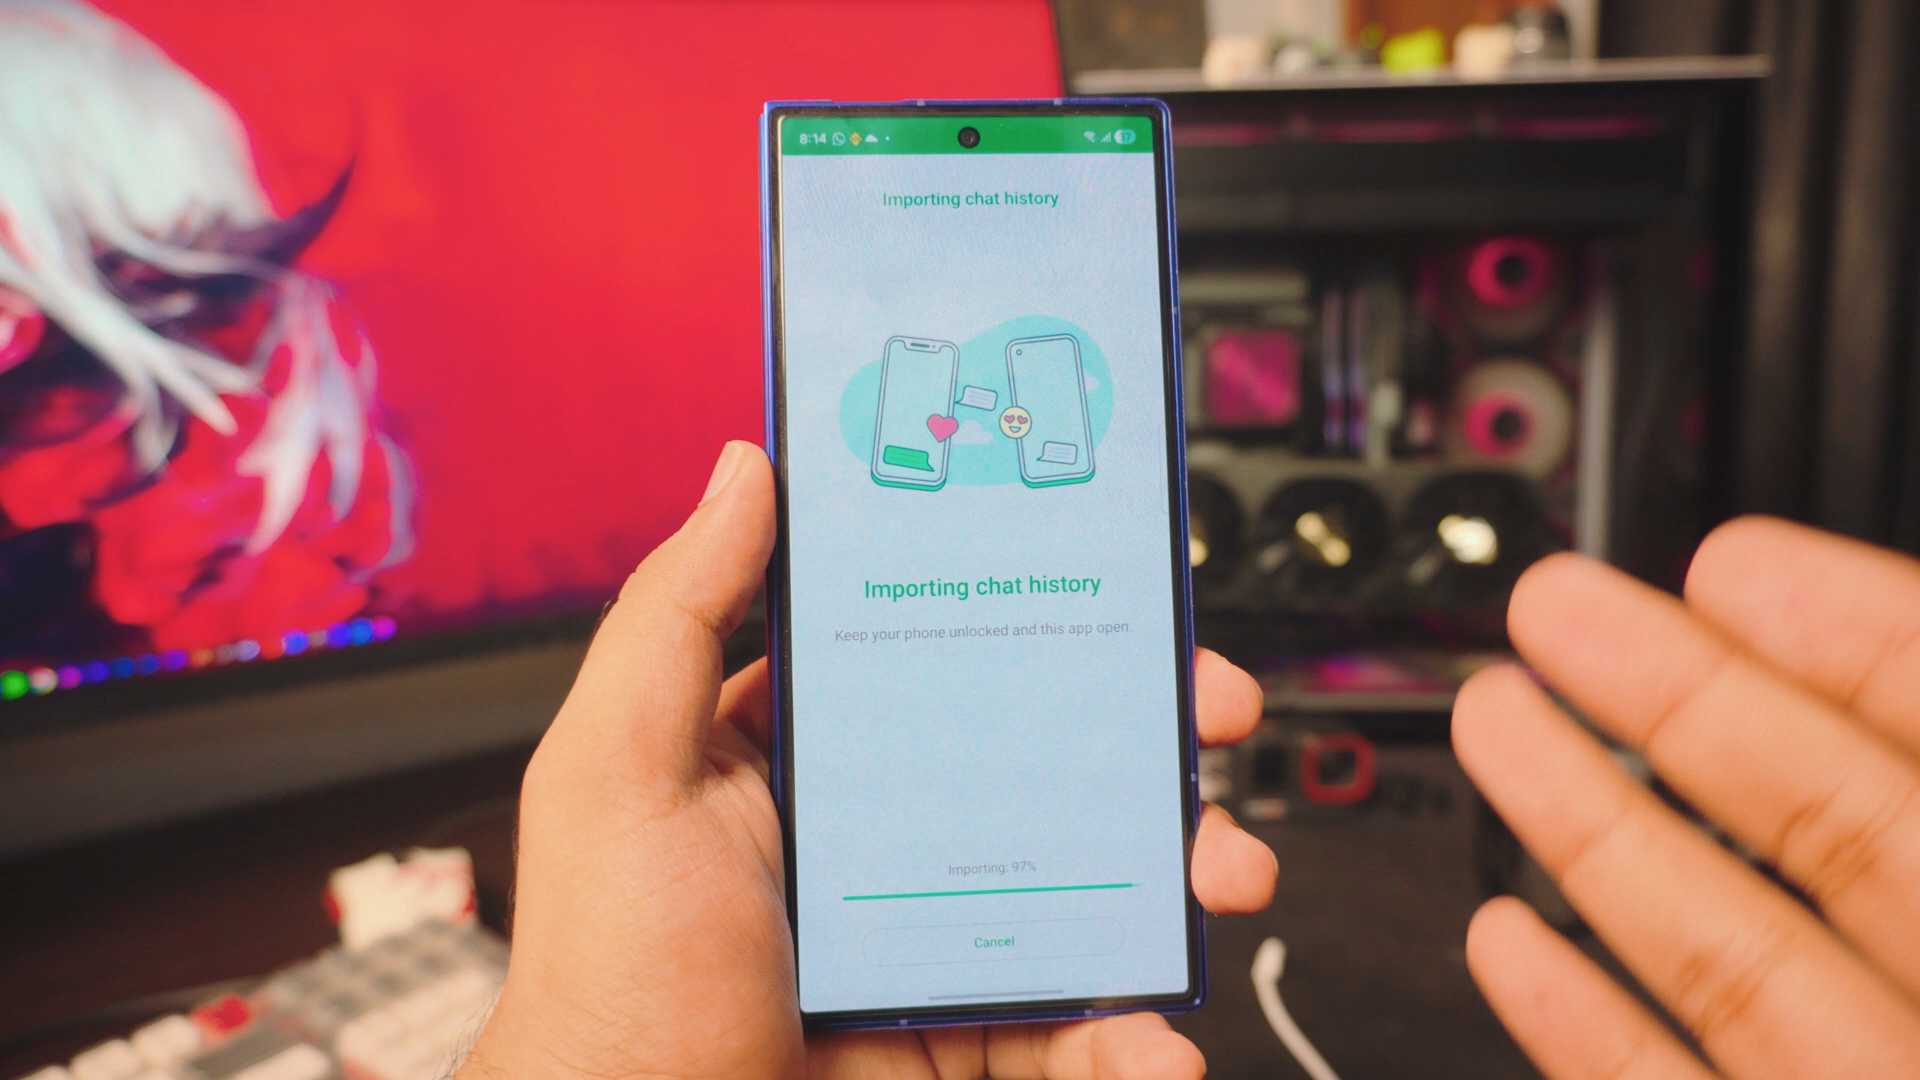 8:14
37
Importing chat history
Importing chat history
Keep your phone unlocked and this app open.
Importing: 97%
Cancel